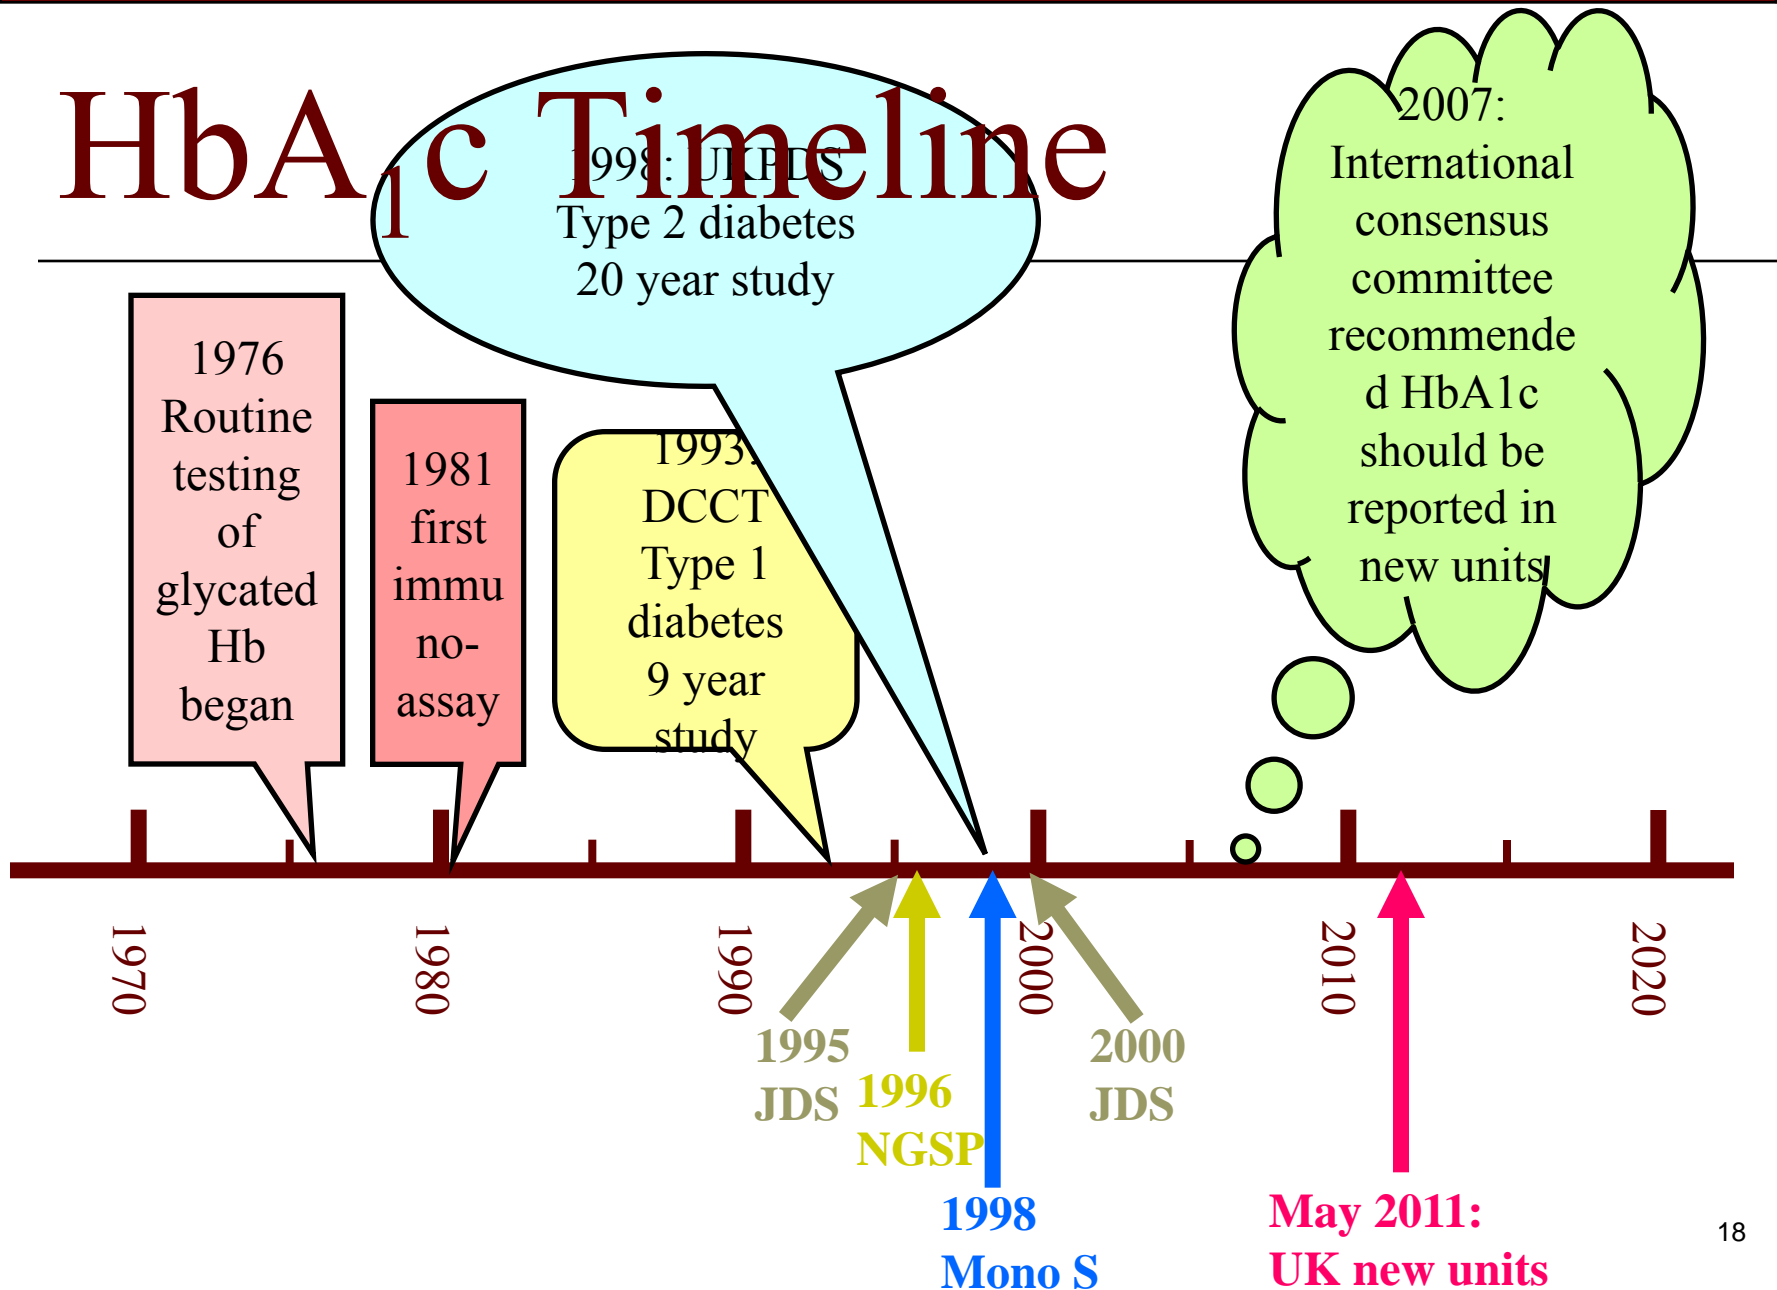 HbA1c Timeline
1998: UKPDS
Type 2 diabetes
20 year study
2007:
International
consensus
committee
recommende
d HbA1c
should be
reported in
new units
1976
Routine
testing
of
glycated
Hb
began
1981
first
immu
no-
assay
1993:
DCCT
Type 1
diabetes
9 year
study
1970
1980
1990
2000
2010
2020
1995
JDS
1996
NGSP
1998
Mono S
2000
JDS
May 2011:
UK new units
18